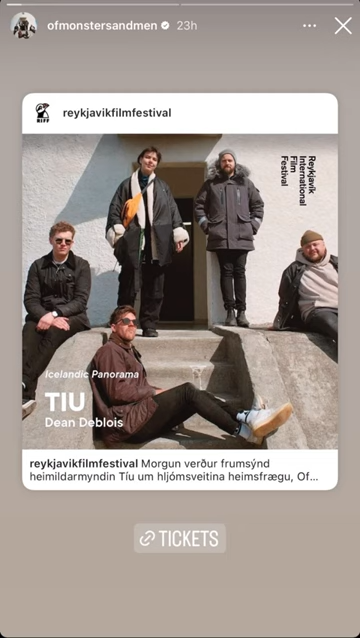 ofmonstersandmen 23h
RIFF
reykjavikfilmfestival
Reykjavík
International
Film
Festival
Icelandic Panorama
TIU
Dean Deblois
reykjavikfilmfestival Morgun verður frumsýnd
heimildarmyndin Tíu um hljómsveitina heimsfrægu, Of...
TICKETS